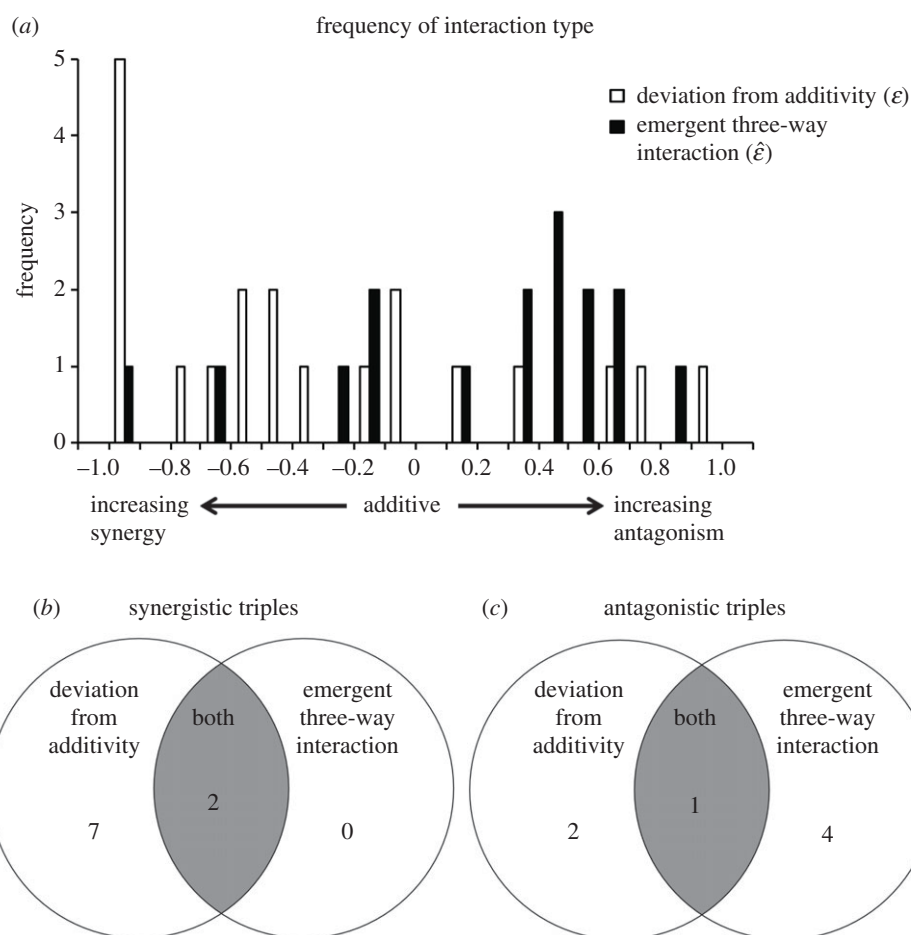 (a) frequency of interaction type
5
4
3
2
1
0
frequency
deviation from additivity (ε)
emergent three-way
interaction (ε̂)
–1.0 –0.8 –0.6 –0.4 –0.2 0 0.2 0.4 0.6 0.8 1.0
increasing
synergy
additive
increasing
antagonism
(b) synergistic triples
deviation
from
additivity
7
both
2
emergent
three-way
interaction
0
(c) antagonistic triples
deviation
from
additivity
2
both
1
emergent
three-way
interaction
4